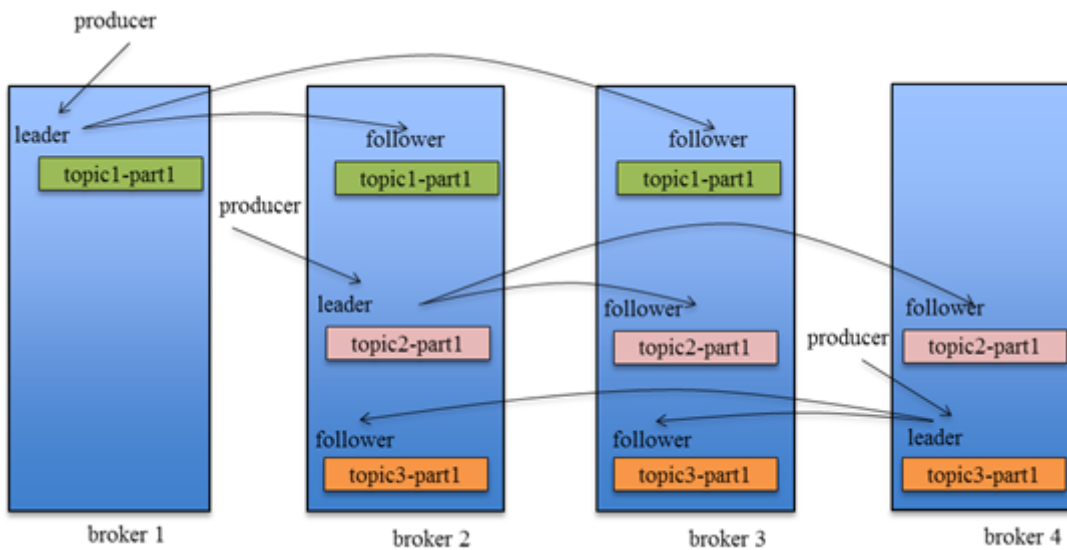 producer
leader
follower
follower
topic1-part1
topic1-part1
topic1-part1
producer
leader
follower
follower
topic2-part1
topic2-part1
topic2-part1
producer
follower
follower
leader
topic3-part1
topic3-part1
topic3-part1
broker 1
broker 2
broker 3
broker 4